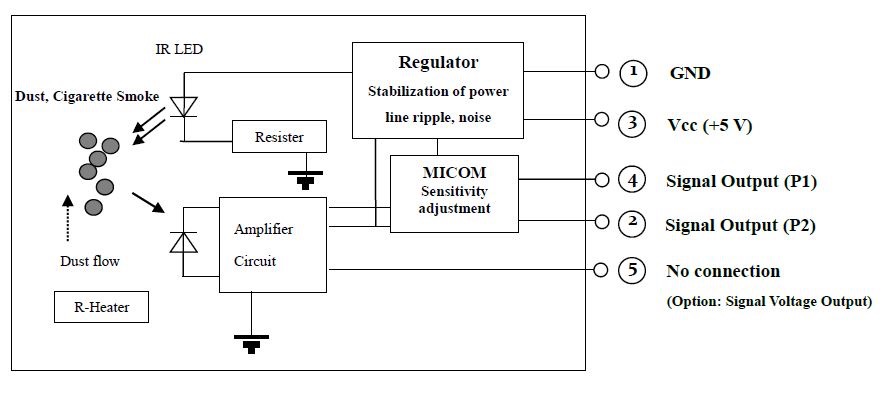 IR LED
Dust, Cigarette Smoke
Resister
Regulator
Stabilization of power
line ripple, noise
MICOM
Sensitivity
adjustment
Amplifier
Circuit
Dust flow
R-Heater
1 GND
3 Vcc (+5 V)
4 Signal Output (P1)
2 Signal Output (P2)
5 No connection
(Option: Signal Voltage Output)